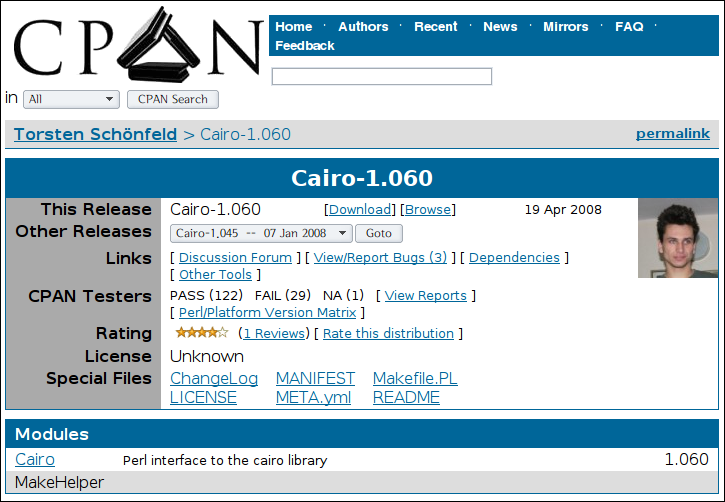 CPAN
Home · Authors · Recent · News · Mirrors · FAQ ·
Feedback
in All CPAN Search
Torsten Schönfeld > Cairo-1.060 permalink
Cairo-1.060
This Release Cairo-1.060 [Download] [Browse] 19 Apr 2008
Other Releases Cairo-1.045 -- 07 Jan 2008 Goto
Links [ Discussion Forum ] [ View/Report Bugs (3) ] [ Dependencies ]
[ Other Tools ]
CPAN Testers PASS (122) FAIL (29) NA (1) [ View Reports ]
[ Perl/Platform Version Matrix ]
Rating (1 Reviews) [ Rate this distribution ]
License Unknown
Special Files ChangeLog MANIFEST Makefile.PL
LICENSE META.yml README
Modules
Cairo Perl interface to the cairo library 1.060
MakeHelper